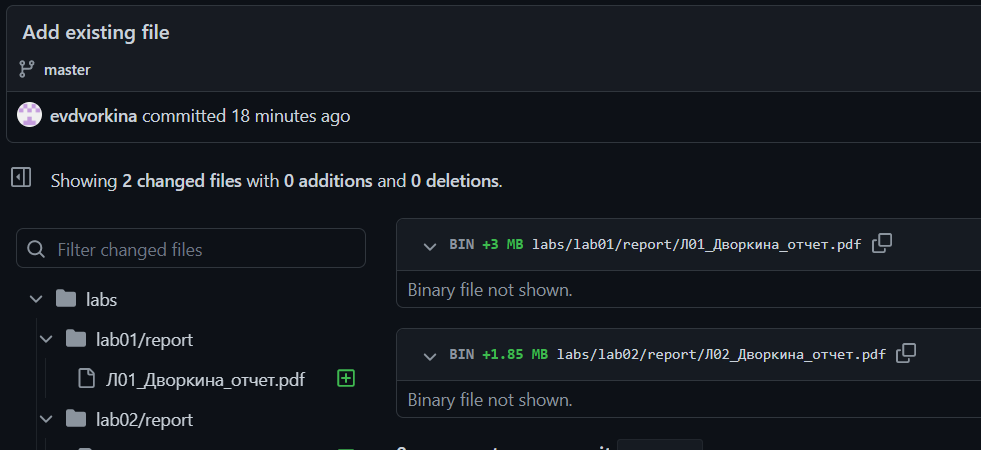 Add existing file
master
evdvorkina committed 18 minutes ago
Showing 2 changed files with 0 additions and 0 deletions.
Filter changed files
labs
lab01/report
Л01_Дворкина_отчет.pdf
lab02/report
BIN +3 MB labs/lab01/report/Л01_Дворкина_отчет.pdf
Binary file not shown.
BIN +1.85 MB labs/lab02/report/Л02_Дворкина_отчет.pdf
Binary file not shown.